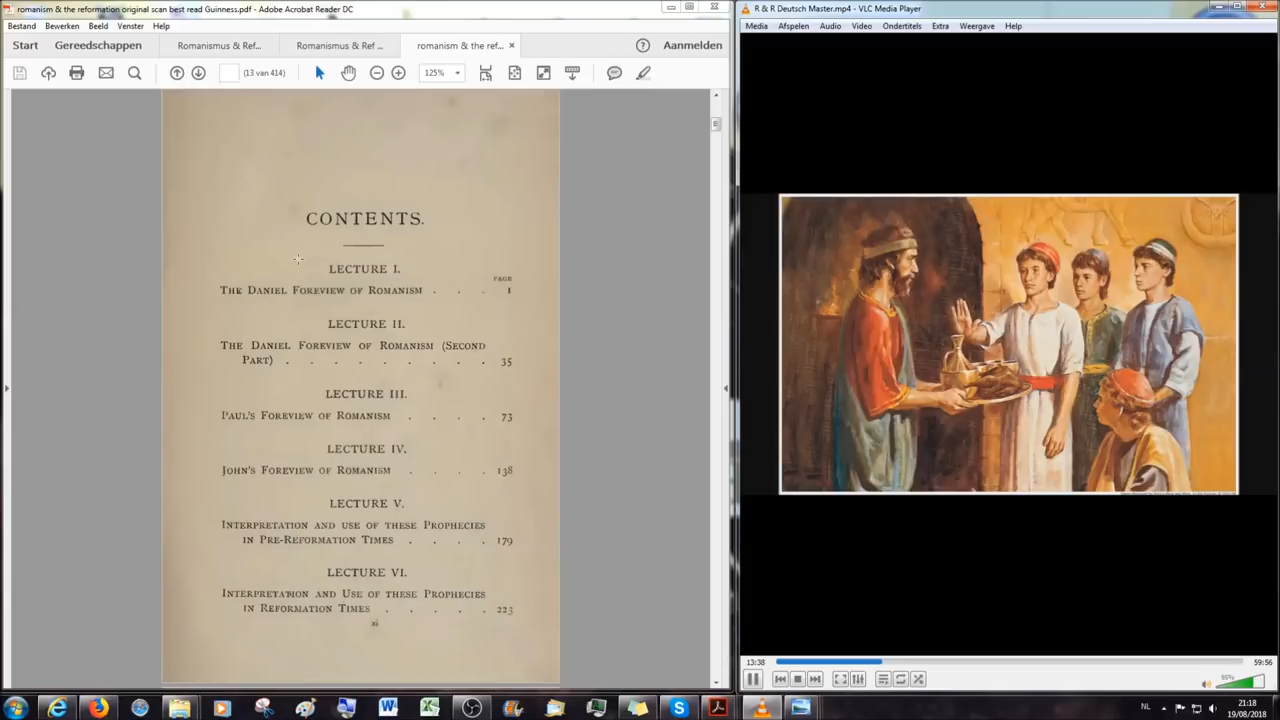 romanism & the reformation original scan best read Guinness.pdf - Adobe Acrobat Reader DC
Bestand Bewerken Beeld Venster Help
Start Gereedschappen Romanismus & Ref... Romanismus & Ref ... romanism & the ref... × Aanmelden
(13 van 414) 125%
CONTENTS.
LECTURE I.
PAGE
The Daniel Foreview of Romanism . . . 1
LECTURE II.
The Daniel Foreview of Romanism (Second
Part) . . . . . . . . 35
LECTURE III.
Paul's Foreview of Romanism . . . . 73
LECTURE IV.
John's Foreview of Romanism . . . . 138
LECTURE V.
Interpretation and use of these Prophecies
in Pre-Reformation Times . . . . 179
LECTURE VI.
Interpretation and Use of these Prophecies
in Reformation Times . . . . . 223
xi
R & R Deutsch Master.mp4 - VLC Media Player
Media Afspelen Audio Video Ondertitels Extra Weergave Help
13:38 59:56
95%
NL 21:18
19/08/2018